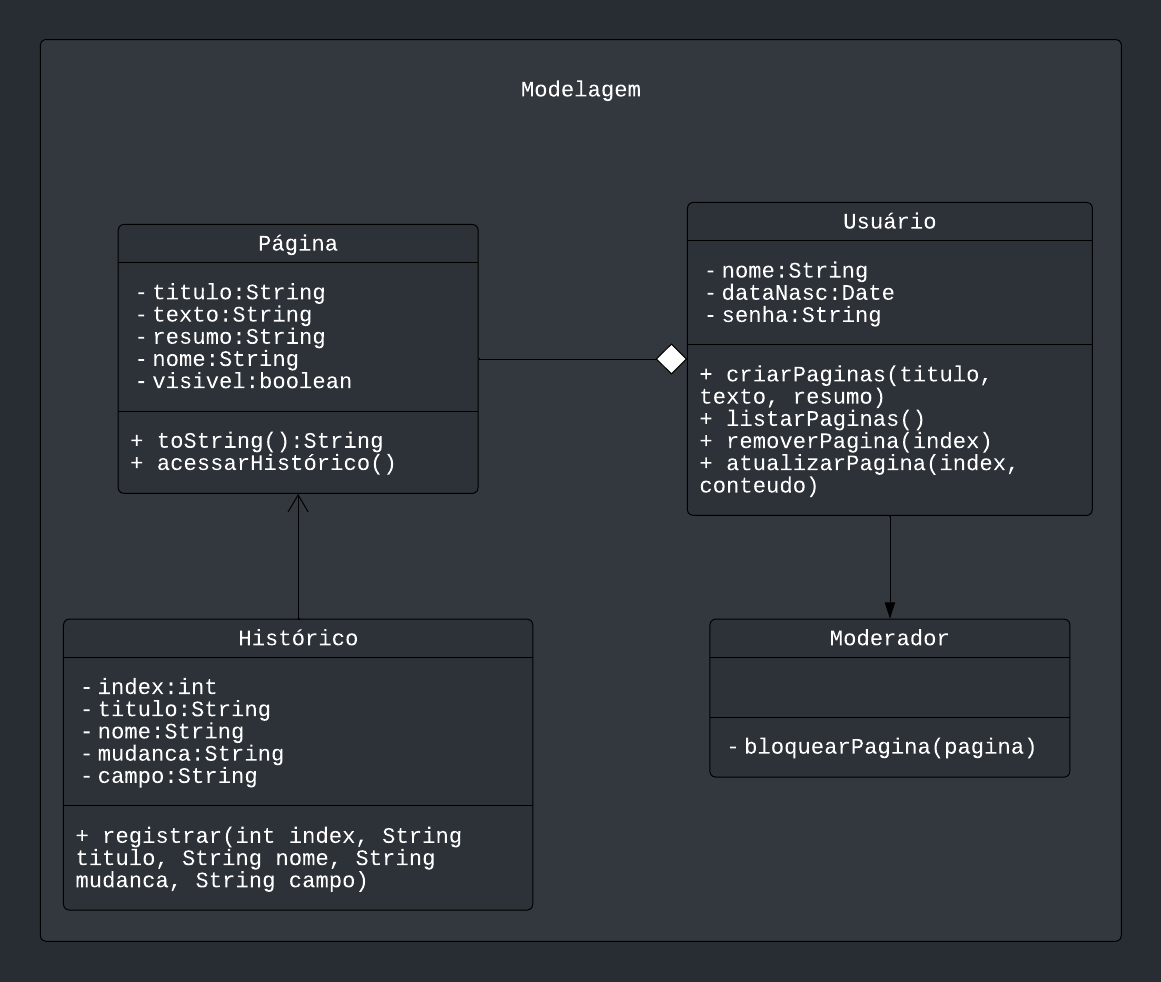 Modelagem
Página
- titulo:String
- texto:String
- resumo:String
- nome:String
- visivel:boolean
+ toString():String
+ acessarHistórico()
Usuário
- nome:String
- dataNasc:Date
- senha:String
+ criarPaginas(titulo,
texto, resumo)
+ listarPaginas()
+ removerPagina(index)
+ atualizarPagina(index,
conteudo)
Histórico
- index:int
- titulo:String
- nome:String
- mudanca:String
- campo:String
+ registrar(int index, String
titulo, String nome, String
mudanca, String campo)
Moderador
- bloquearPagina(pagina)